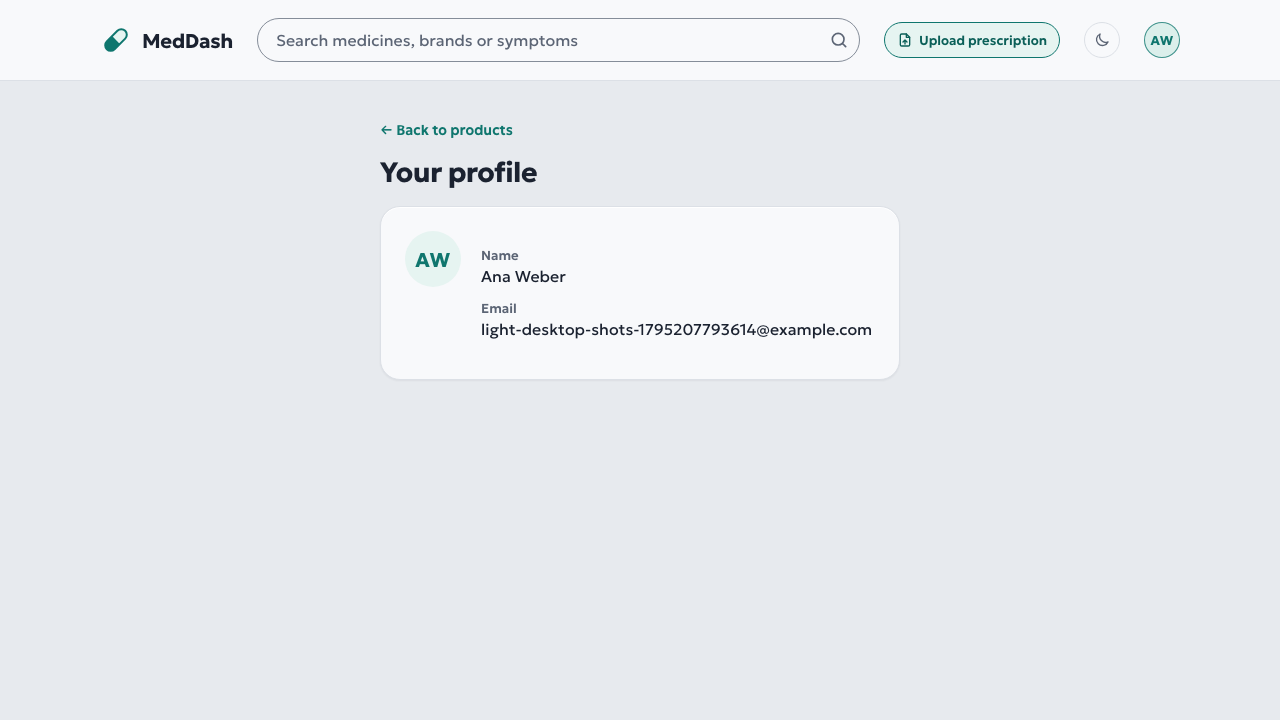 MedDash
Search medicines, brands or symptoms
Upload prescription
AW
← Back to products
Your profile
AW
Name
Ana Weber
Email
light-desktop-shots-1795207793614@example.com